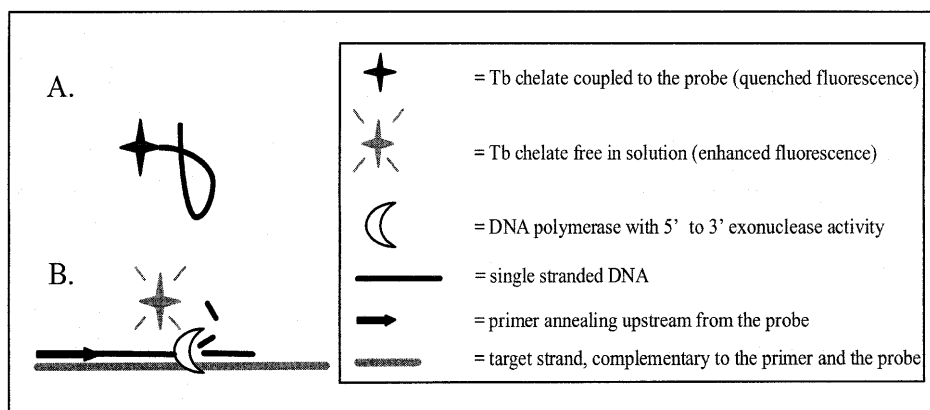 A.
= Tb chelate coupled to the probe (quenched fluorescence)
= Tb chelate free in solution (enhanced fluorescence)
= DNA polymerase with 5' to 3' exonuclease activity
B.
= single stranded DNA
= primer annealing upstream from the probe
= target strand, complementary to the primer and the probe